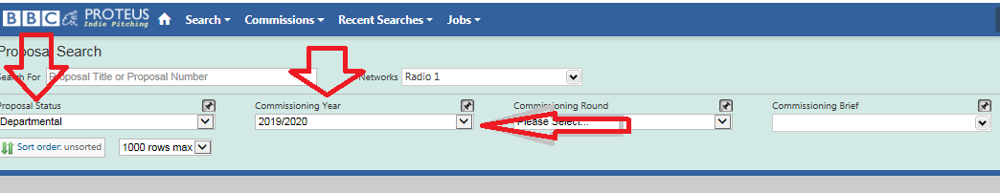 BBC PROTEUS Search Commissions Recent Searches Jobs
Indie Pitching
Proposal Search
Search For Proposal Title or Proposal Number Networks Radio 1
Proposal Status Commissioning Year Commissioning Round Commissioning Brief
Departmental 2019/2020 Please Select...
Sort order: unsorted 1000 rows max